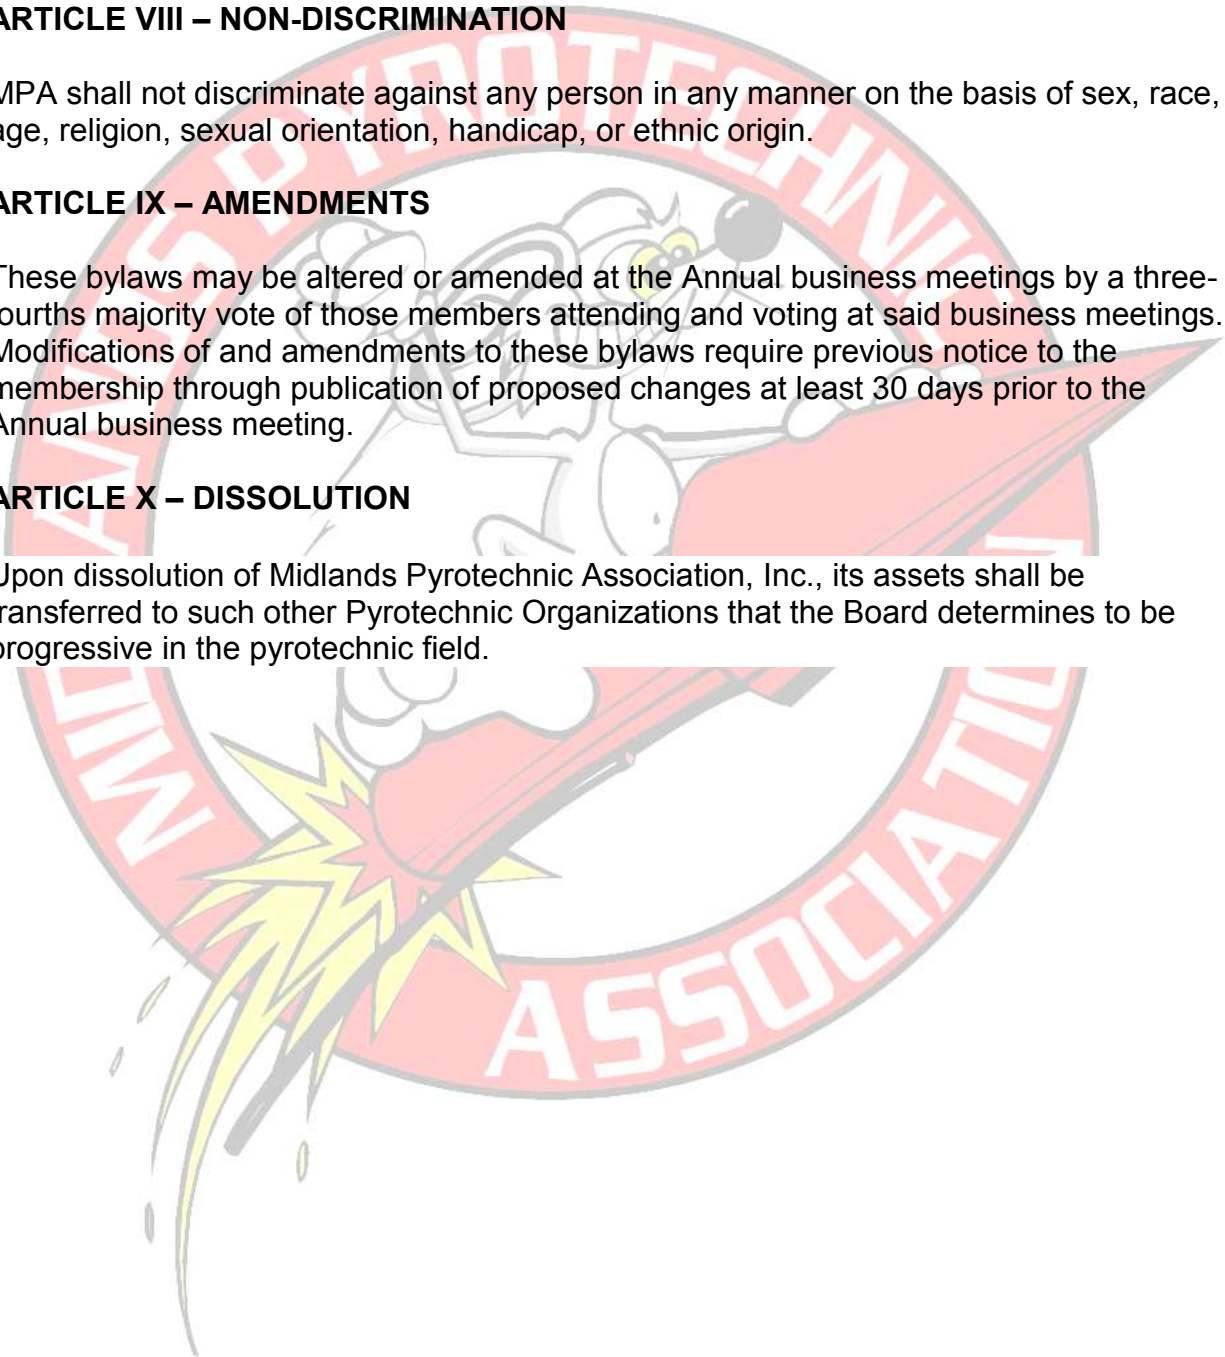 ARTICLE VIII – NON-DISCRIMINATION
MPA shall not discriminate against any person in any manner on the basis of sex, race,
age, religion, sexual orientation, handicap, or ethnic origin.
ARTICLE IX – AMENDMENTS
These bylaws may be altered or amended at the Annual business meetings by a three-
fourths majority vote of those members attending and voting at said business meetings.
Modifications of and amendments to these bylaws require previous notice to the
membership through publication of proposed changes at least 30 days prior to the
Annual business meeting.
ARTICLE X – DISSOLUTION
Upon dissolution of Midlands Pyrotechnic Association, Inc., its assets shall be
transferred to such other Pyrotechnic Organizations that the Board determines to be
progressive in the pyrotechnic field.
MIDLANDS PYROTECHNIC
ASSOCIATION